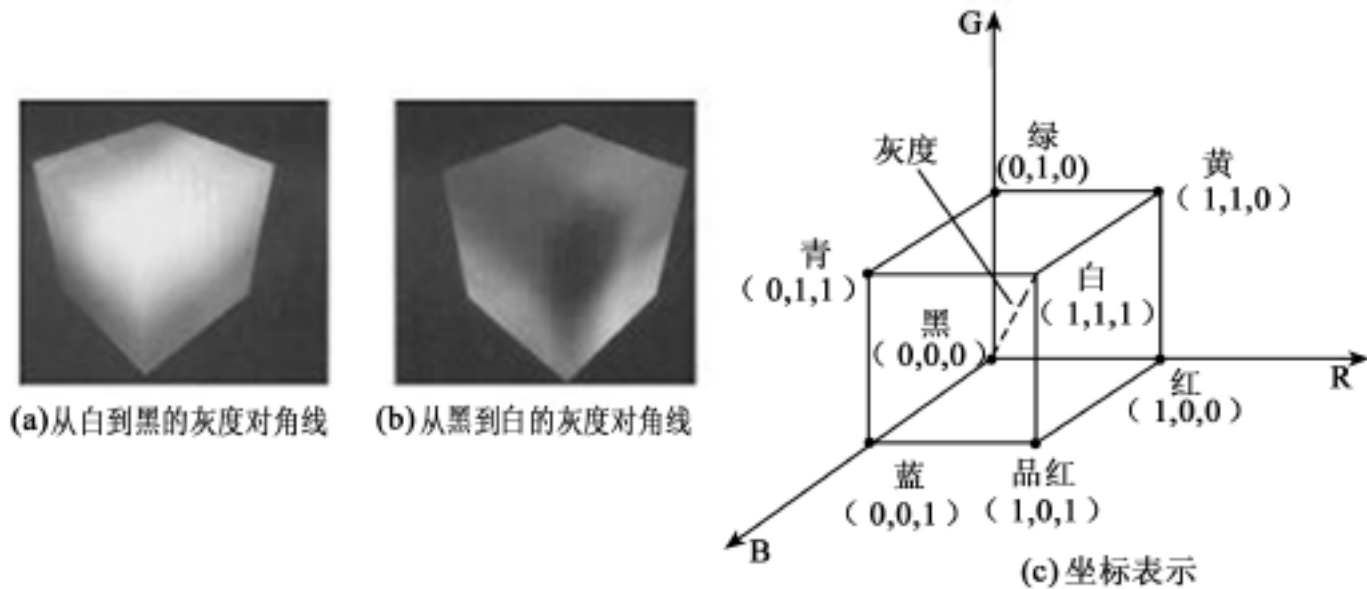 G
绿
(0,1,0)
灰度
黄
（1,1,0）
青
（0,1,1）
白
（1,1,1）
黑
（0,0,0）
R
红
（1,0,0）
蓝
（0,0,1）
品红
（1,0,1）
B
(a)从白到黑的灰度对角线
(b)从黑到白的灰度对角线
(c)坐标表示